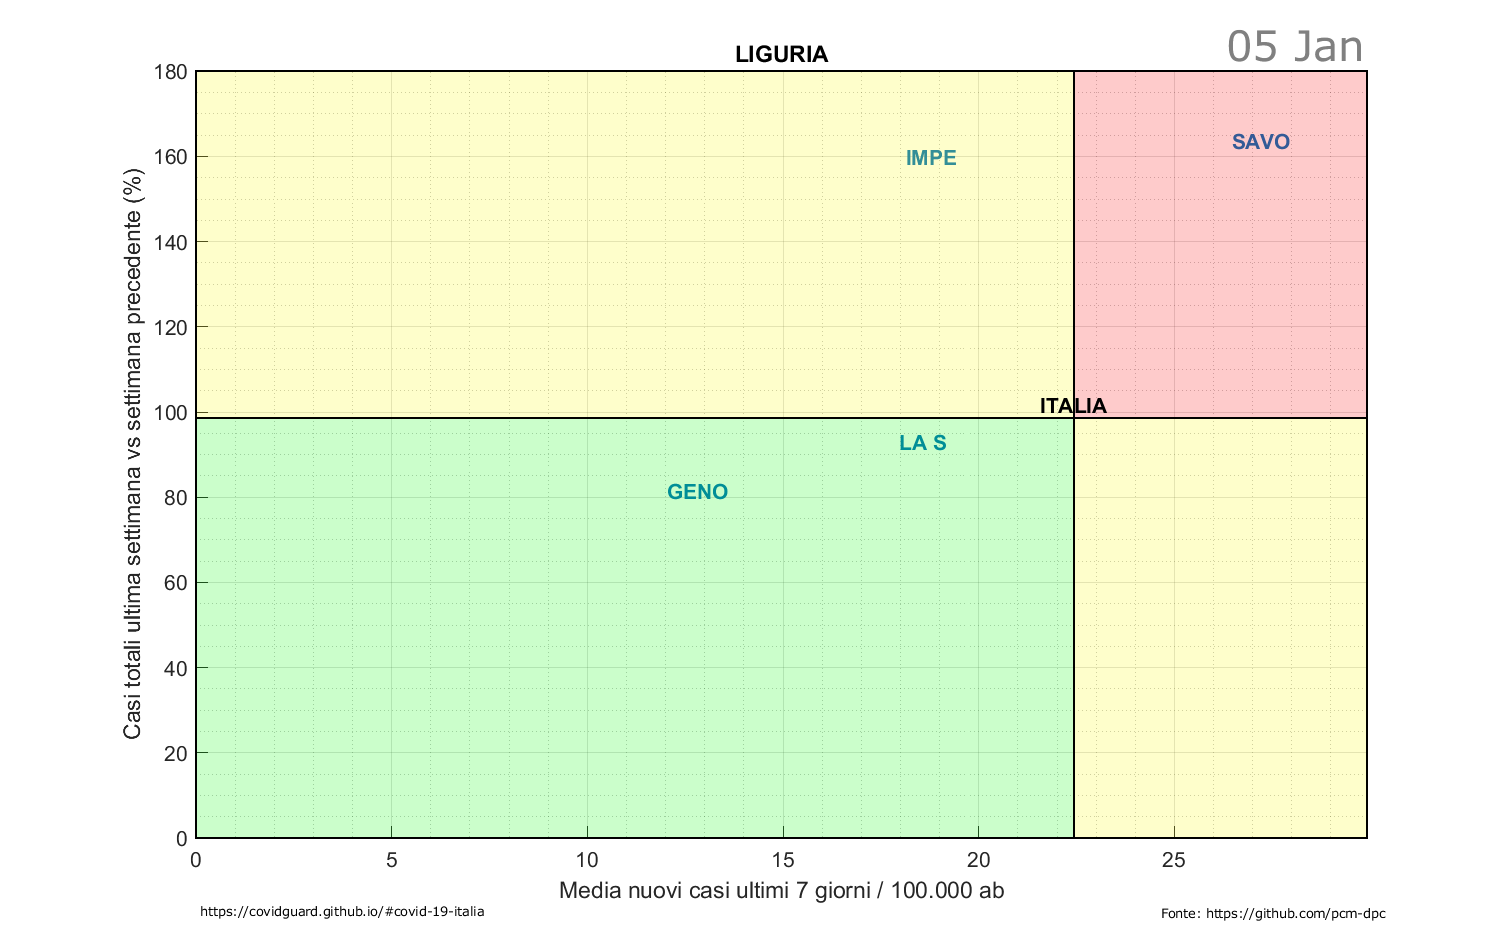 05 Jan
LIGURIA
Casi totali ultima settimana vs settimana precedente (%)
180
160
140
120
100
80
60
40
20
0
SAVO
IMPE
ITALIA
LA S
GENO
0 5 10 15 20 25
Media nuovi casi ultimi 7 giorni / 100.000 ab
https://covidguard.github.io/#covid-19-italia
Fonte: https://github.com/pcm-dpc